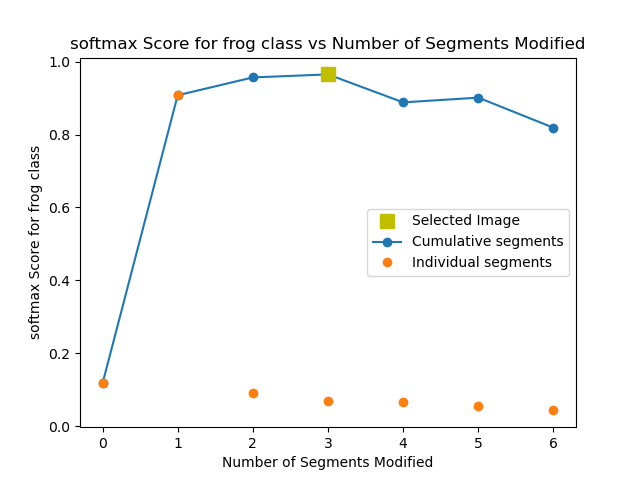 softmax Score for frog class vs Number of Segments Modified
1.0
0.8
0.6
0.4
0.2
0.0
softmax Score for frog class
Selected Image
Cumulative segments
Individual segments
0 1 2 3 4 5 6
Number of Segments Modified